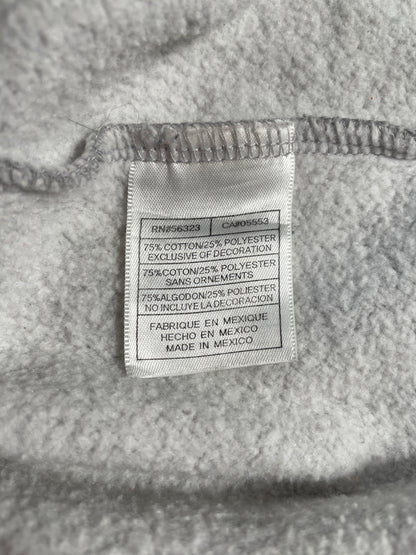 RN#56323 CA#05553
75% COTTON/25% POLYESTER
EXCLUSIVE OF DECORATION
75%COTON/25% POLYESTER
SANS ORNEMENTS
75%ALGODON/25% POLIESTER
NO INCLUYE LA DECORACION
FABRIQUE EN MEXIQUE
HECHO EN MEXICO
MADE IN MEXICO